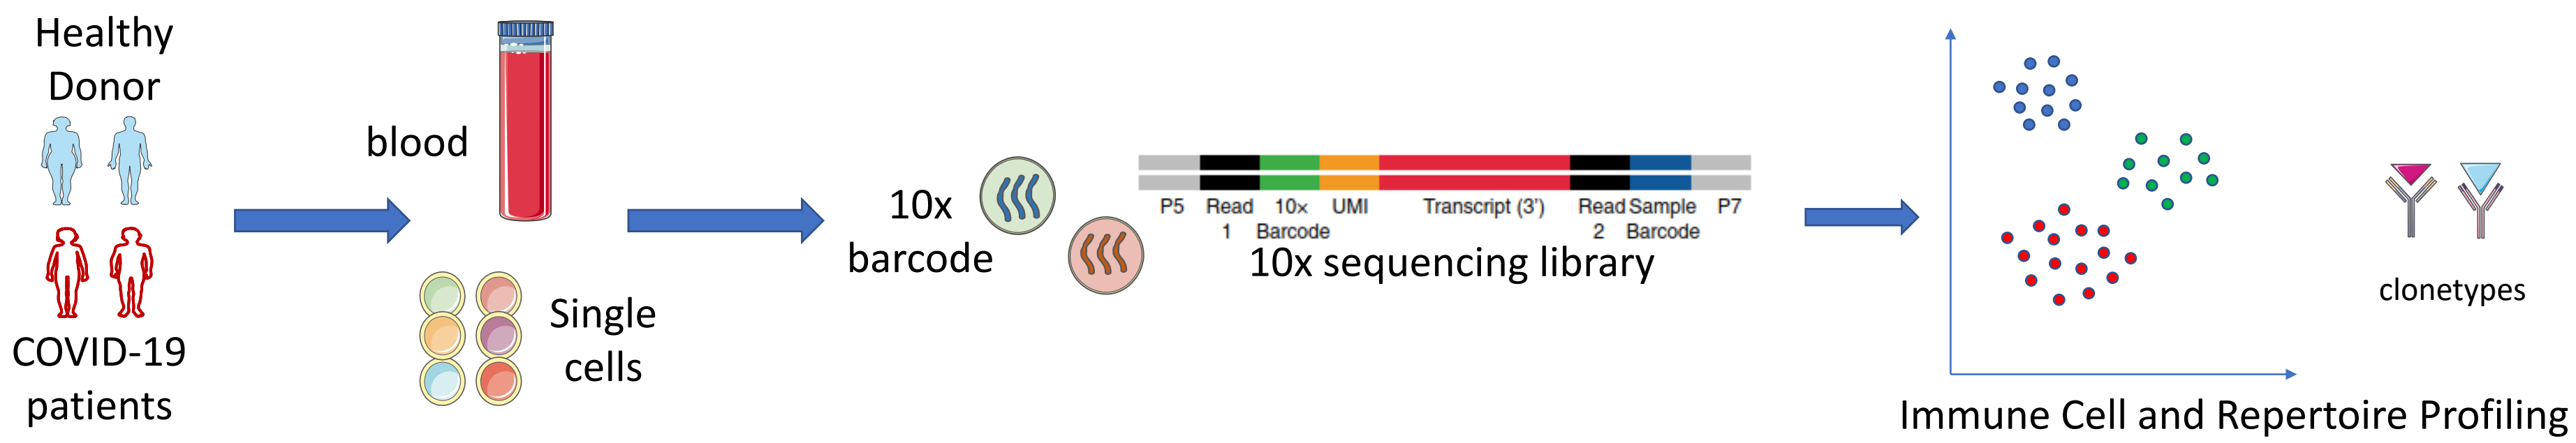 Healthy
Donor
COVID-19
patients
blood
Single
cells
10x
barcode
P5 Read 10x UMI Transcript (3’) Read Sample P7
1 Barcode 2 Barcode
10x sequencing library
clonetypes
Immune Cell and Repertoire Profiling